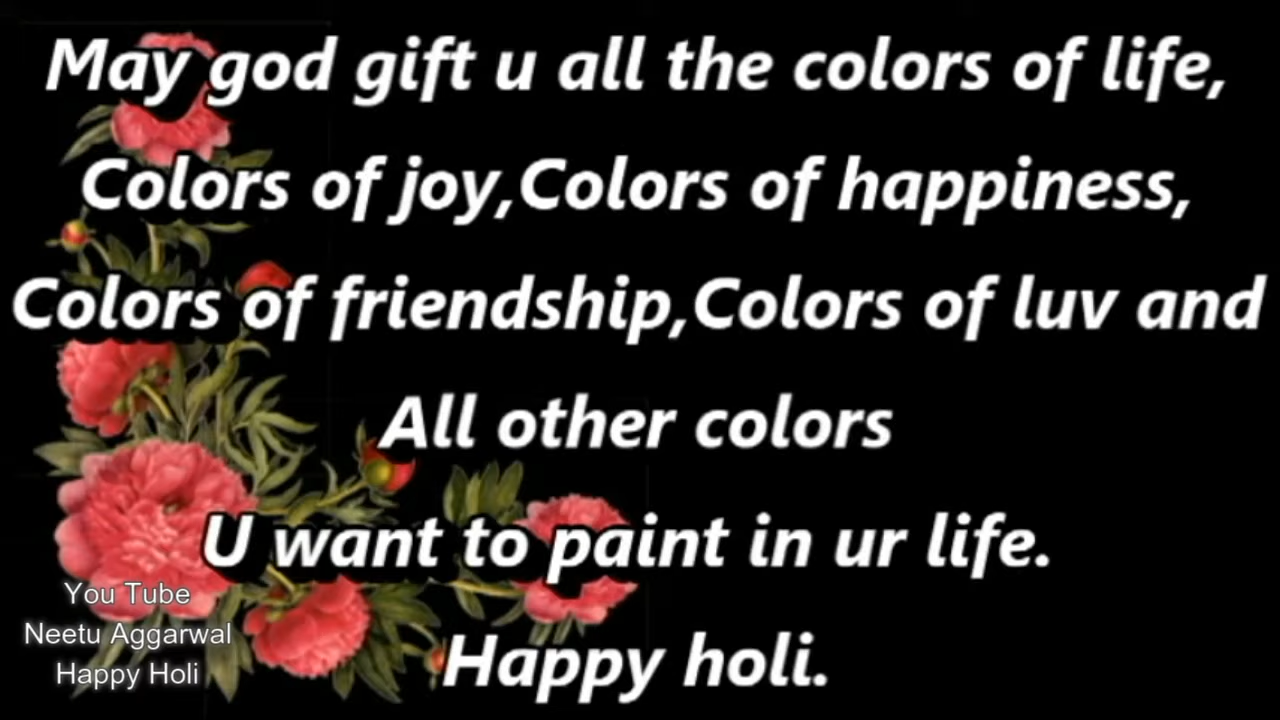 May god gift u all the colors of life,
Colors of joy,Colors of happiness,
Colors of friendship,Colors of luv and
All other colors
U want to paint in ur life.
Happy holi.
You Tube
Neetu Aggarwal
Happy Holi